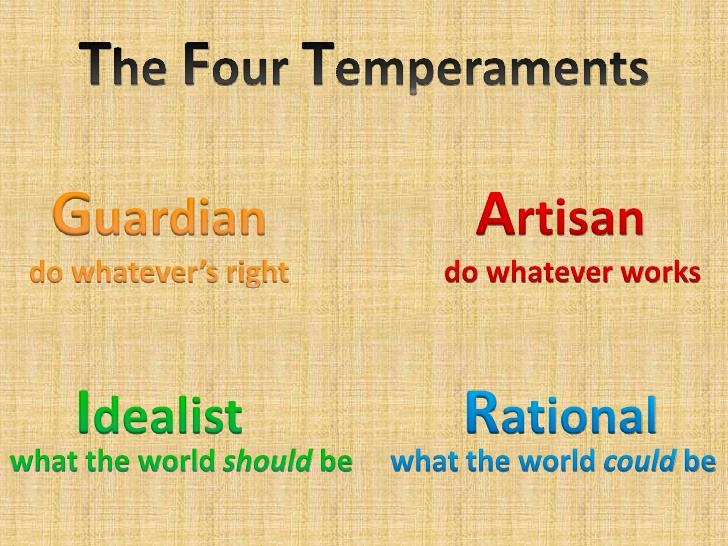 The Four Temperaments
Guardian
do whatever’s right
Artisan
do whatever works
Idealist
what the world should be
Rational
what the world could be